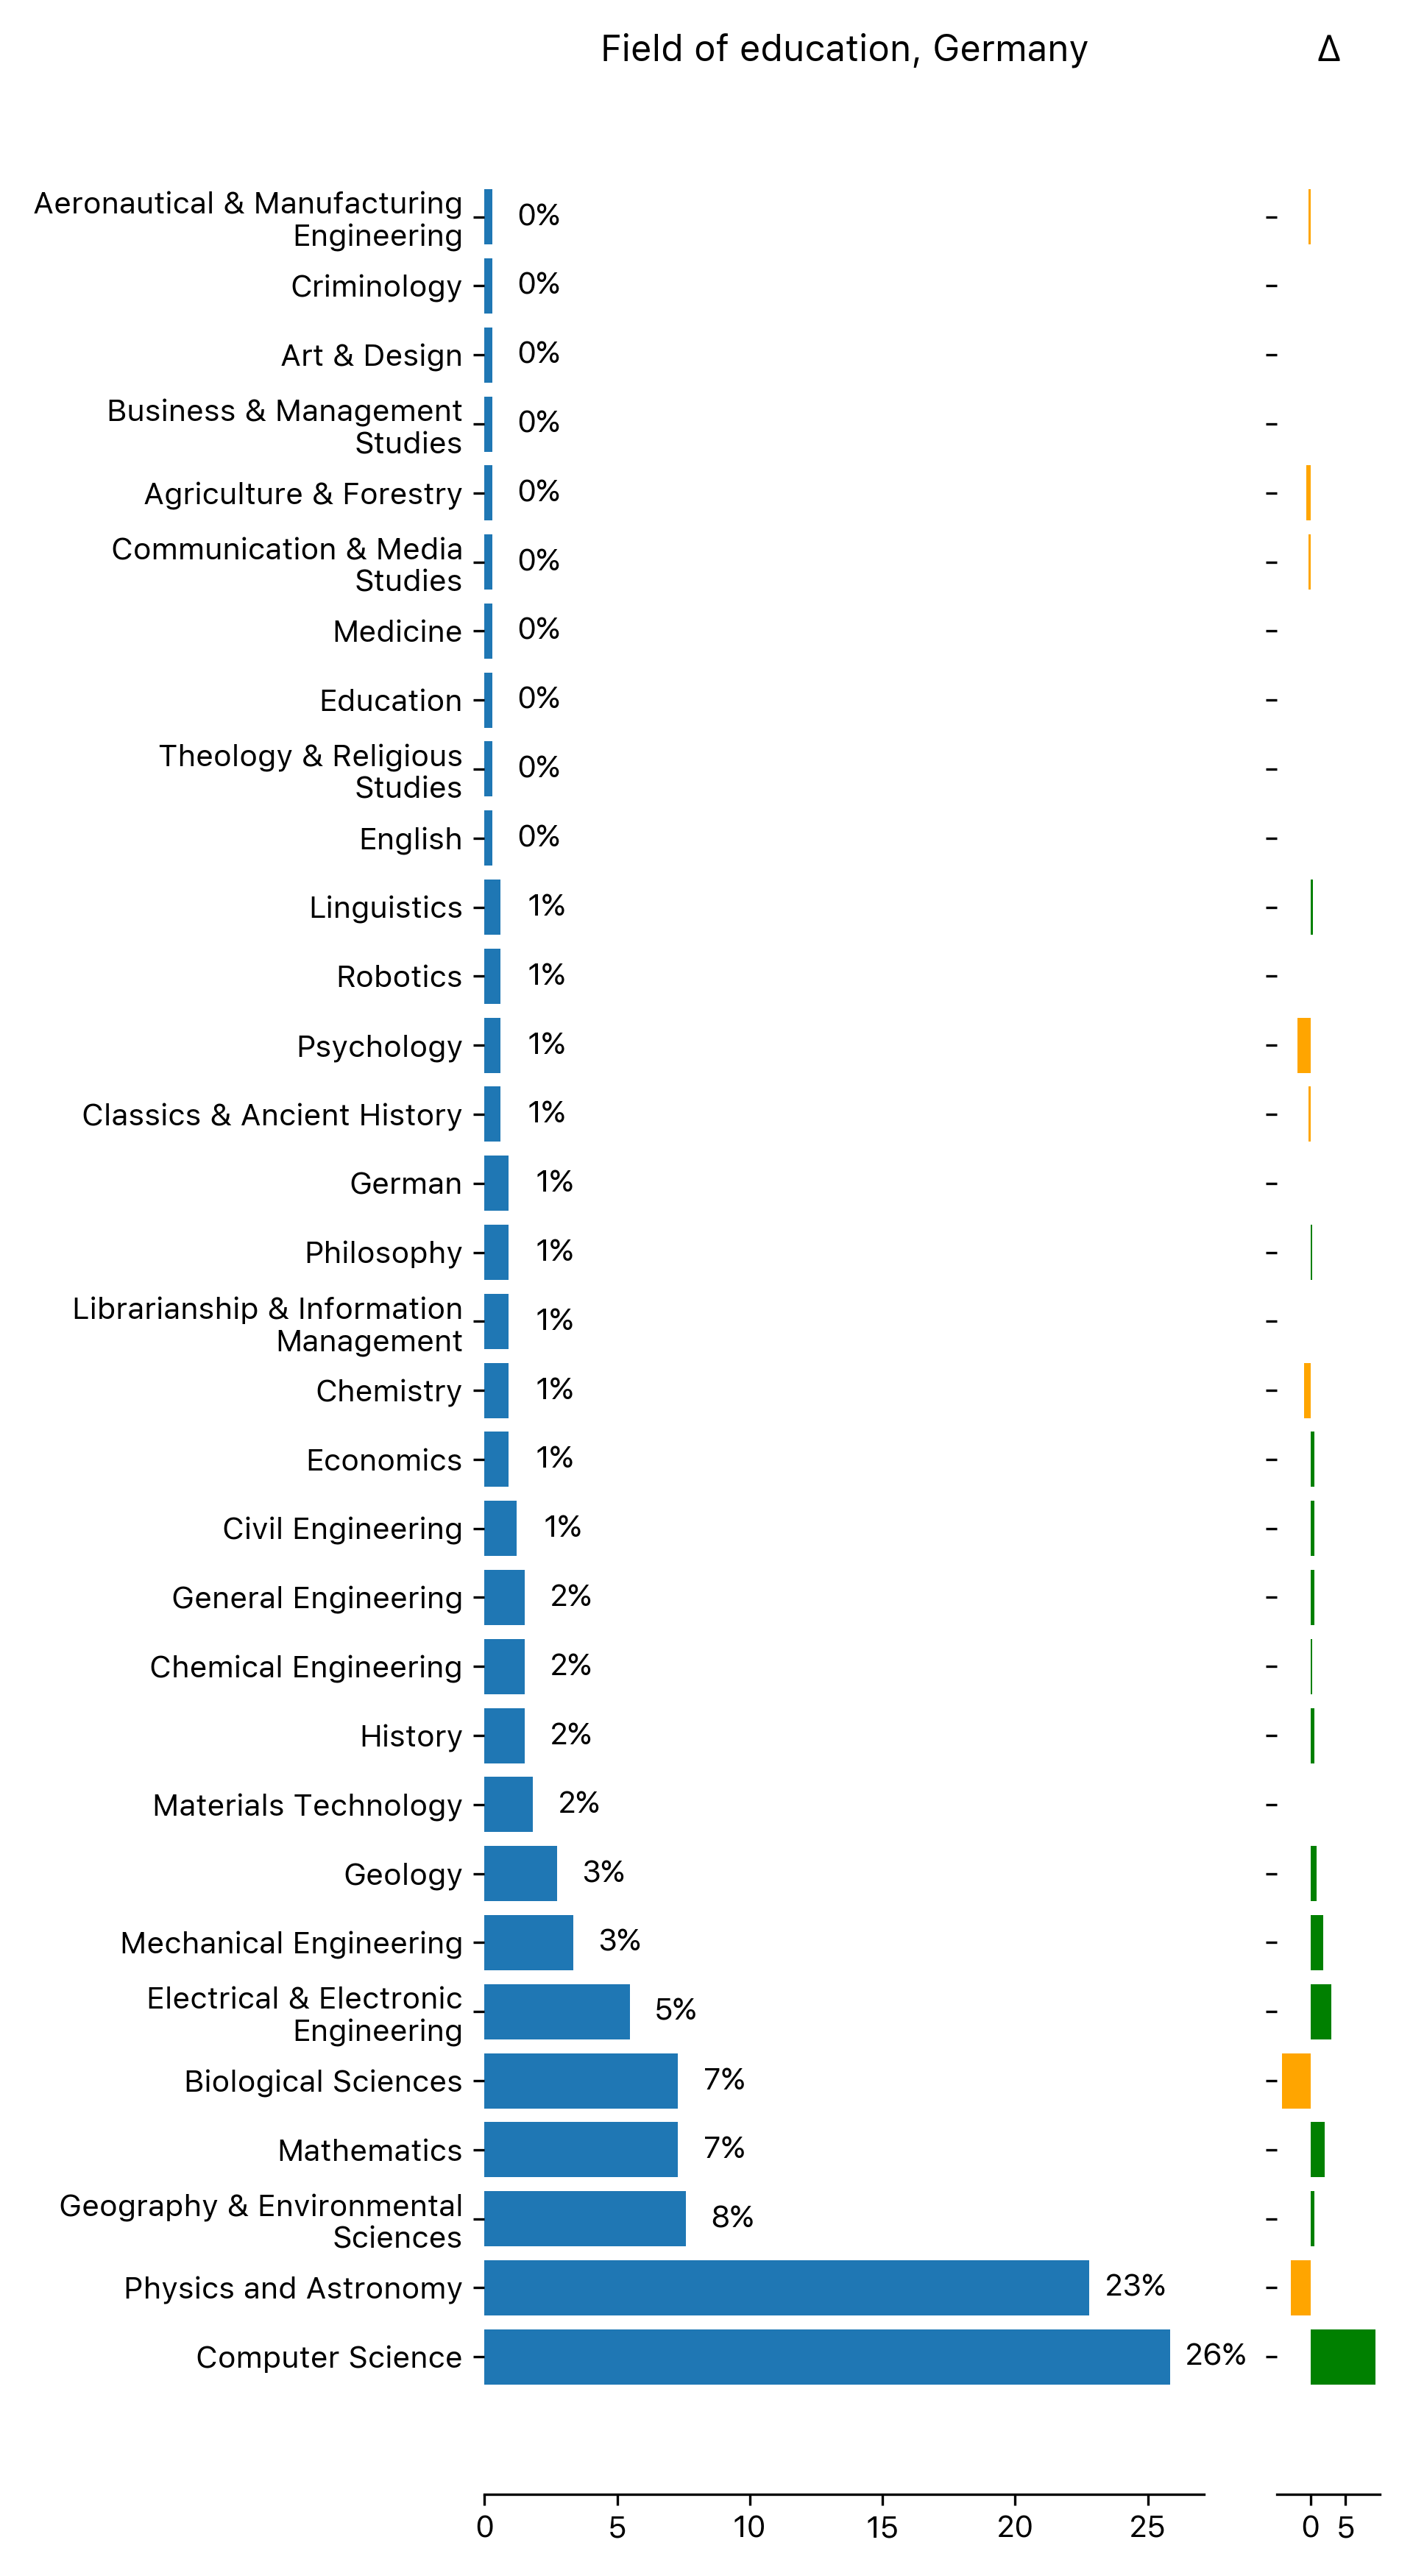 Field of education, Germany Δ
Aeronautical & Manufacturing
Engineering
0%
Criminology 0%
Art & Design 0%
Business & Management
Studies
0%
Agriculture & Forestry 0%
Communication & Media
Studies
0%
Medicine 0%
Education 0%
Theology & Religious
Studies
0%
English 0%
Linguistics 1%
Robotics 1%
Psychology 1%
Classics & Ancient History 1%
German 1%
Philosophy 1%
Librarianship & Information
Management
1%
Chemistry 1%
Economics 1%
Civil Engineering 1%
General Engineering 2%
Chemical Engineering 2%
History 2%
Materials Technology 2%
Geology 3%
Mechanical Engineering 3%
Electrical & Electronic
Engineering
5%
Biological Sciences 7%
Mathematics 7%
Geography & Environmental
Sciences
8%
Physics and Astronomy 23%
Computer Science 26%
0 5 10 15 20 25 0 5